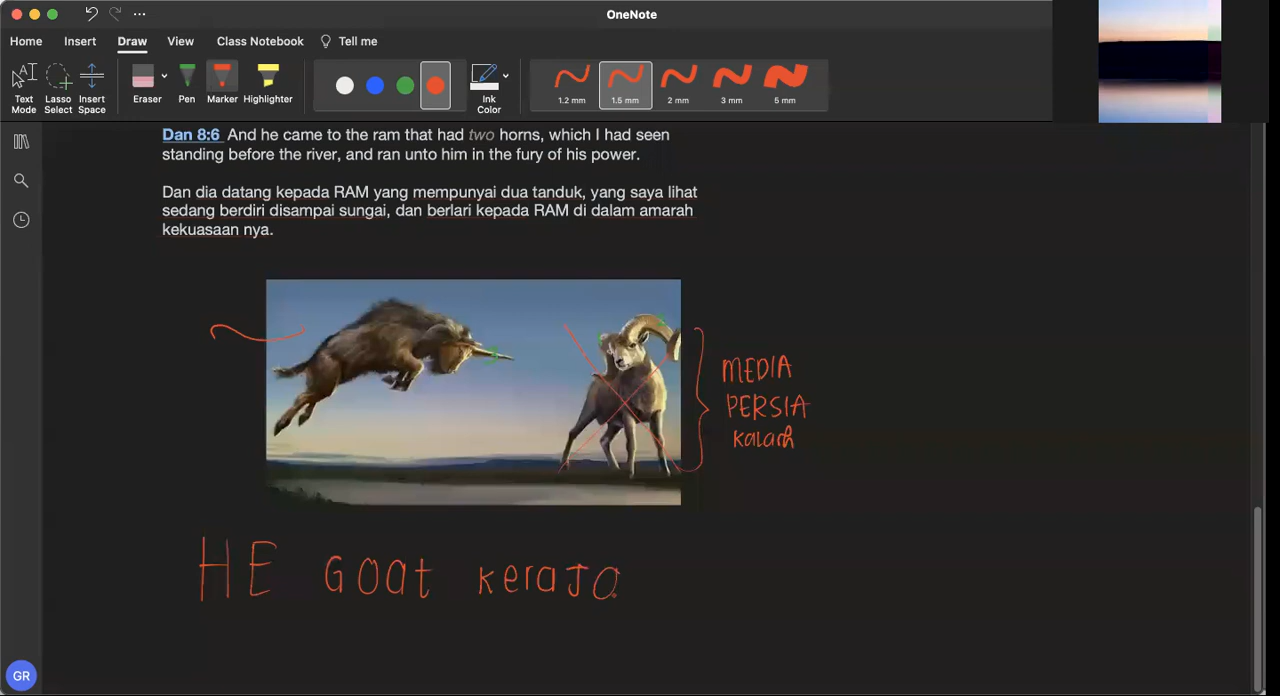 OneNote
Home Insert Draw View Class Notebook Tell me
Text Mode
Lasso Select
Insert Space
Eraser
Pen
Marker
Highlighter
Ink Color
1.2 mm
1.5 mm
2 mm
3 mm
5 mm
Dan 8:6 And he came to the ram that had two horns, which I had seen
standing before the river, and ran unto him in the fury of his power.
Dan dia datang kepada RAM yang mempunyai dua tanduk, yang saya lihat
sedang berdiri disampai sungai, dan berlari kepada RAM di dalam amarah
kekuasaan nya.
MEDIA
PERSIA
Kalah
HE Goat KeraJa
GR